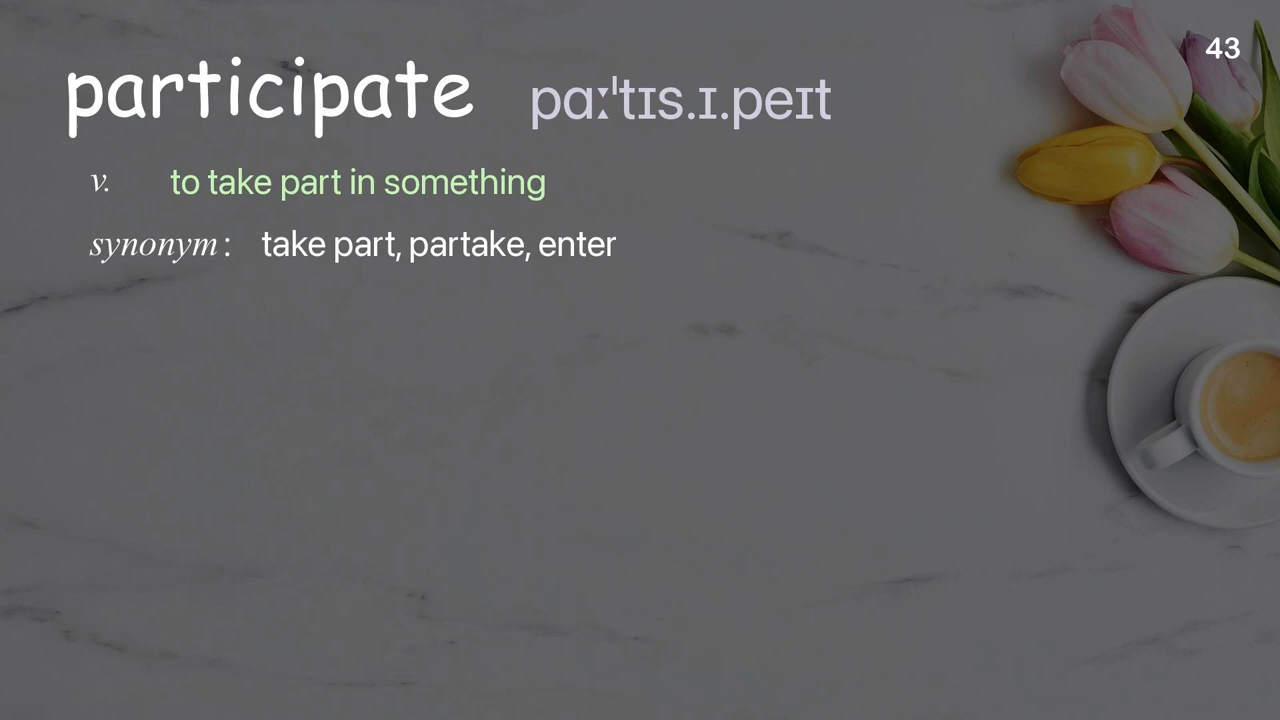 43
participate pɑːˈtɪs.ɪ.peɪt
v. to take part in something
synonym : take part, partake, enter